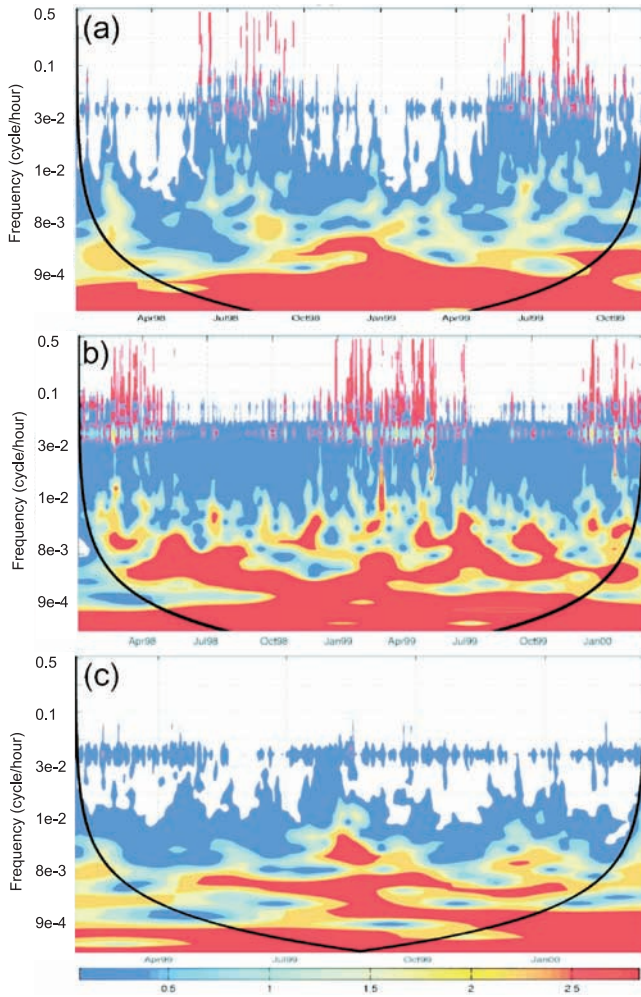 (a)
Frequency (cycle/hour)
0.5
0.1
3e-2
1e-2
8e-3
9e-4
Apr98 Jul98 Oct98 Jan99 Apr99 Jul99 Oct99
(b)
Frequency (cycle/hour)
0.5
0.1
3e-2
1e-2
8e-3
9e-4
Apr98 Jul98 Oct98 Jan99 Apr99 Jul99 Oct99 Jan00
(c)
Frequency (cycle/hour)
0.5
0.1
3e-2
1e-2
8e-3
9e-4
Apr99 Jul99 Oct99 Jan00
0.5 1 1.5 2 2.5